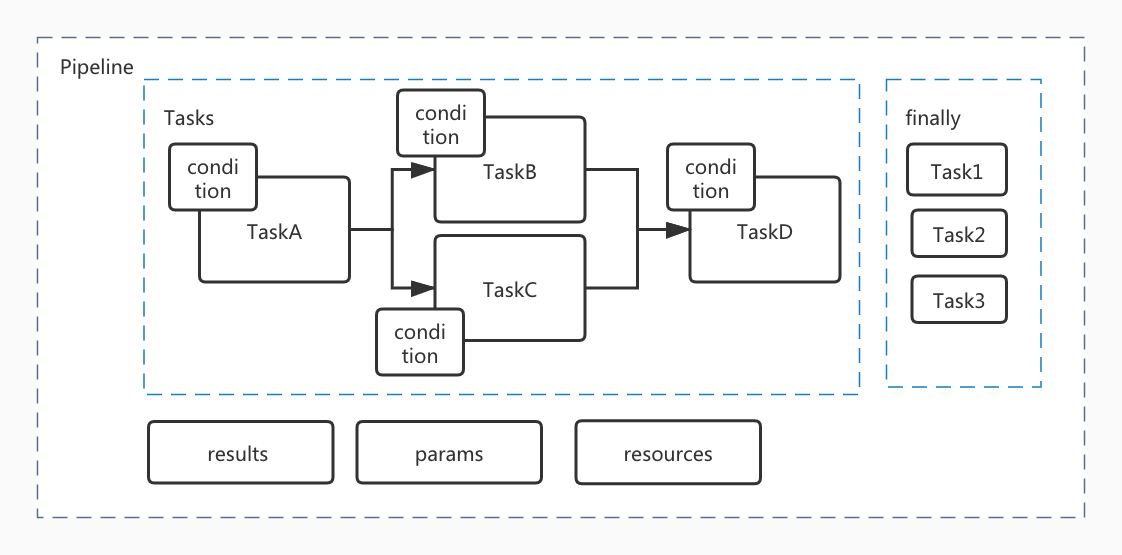 Pipeline
Tasks
condi
tion
TaskA
condi
tion
TaskB
TaskC
condi
tion
condi
tion
TaskD
finally
Task1
Task2
Task3
results
params
resources